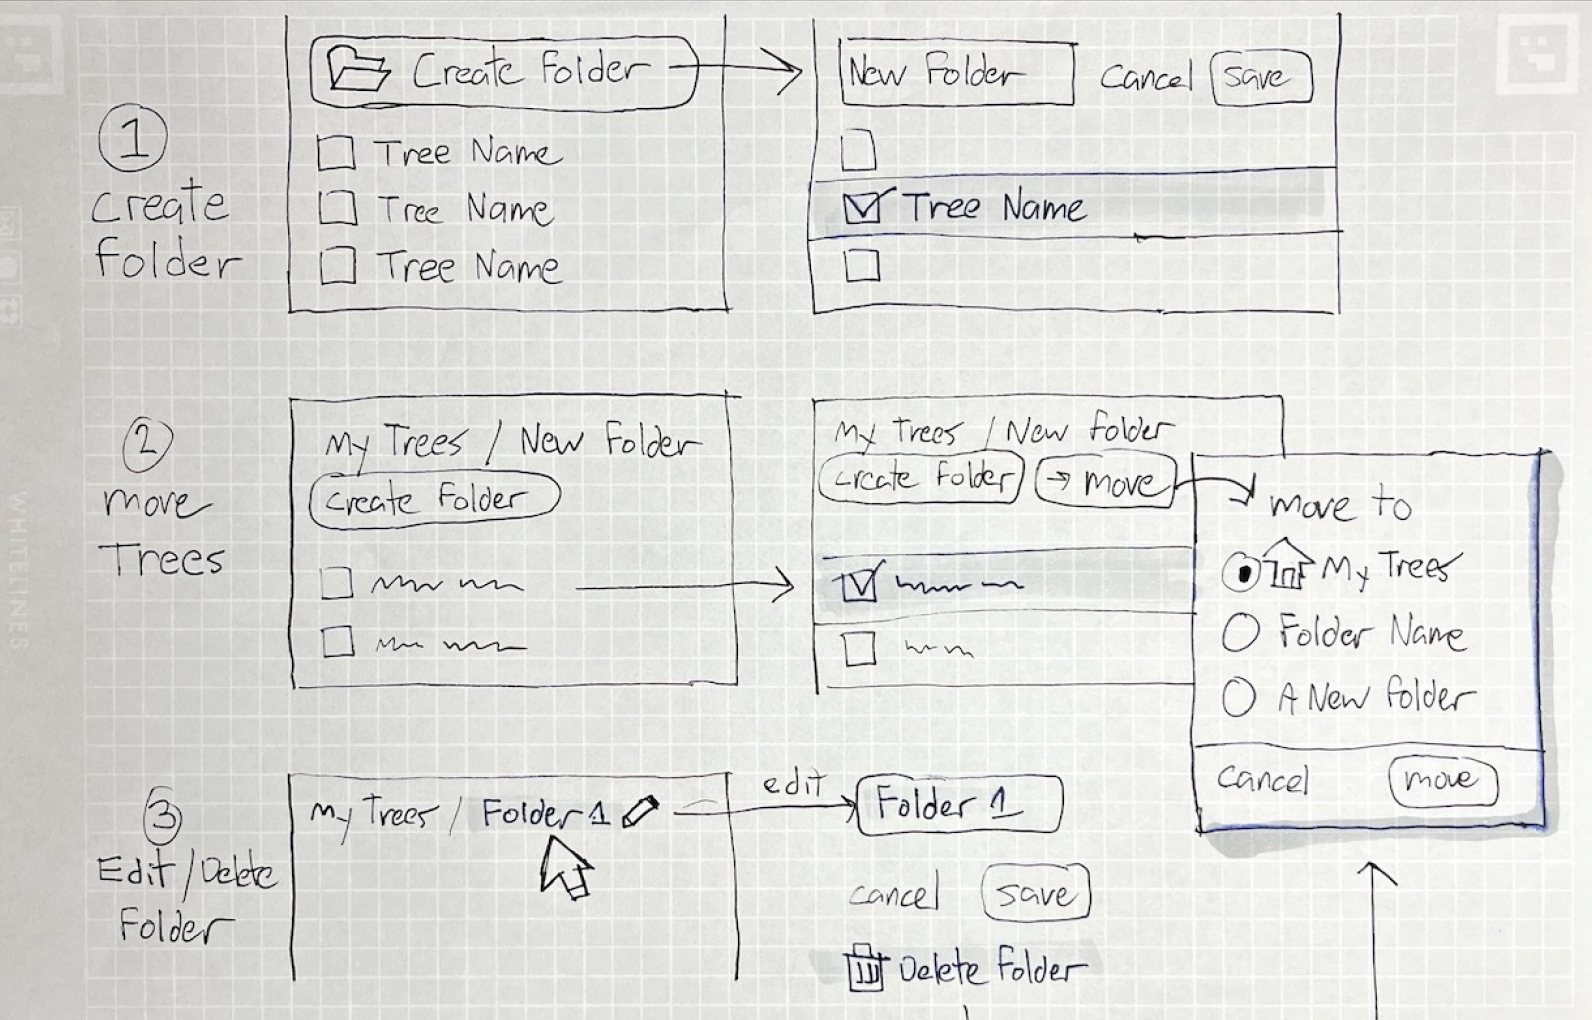 1
Create
Folder
Create Folder
Tree Name
Tree Name
Tree Name
New Folder
Cancel
Save
Tree Name
2
Move
Trees
My Trees / New Folder
Create Folder
My Trees / New Folder
Create Folder
→ Move
Move to
My Trees
Folder Name
A New Folder
Cancel
Move
3
Edit/Delete
Folder
My Trees / Folder 1
edit
Folder 1
Cancel
Save
Delete Folder
WHITELINES